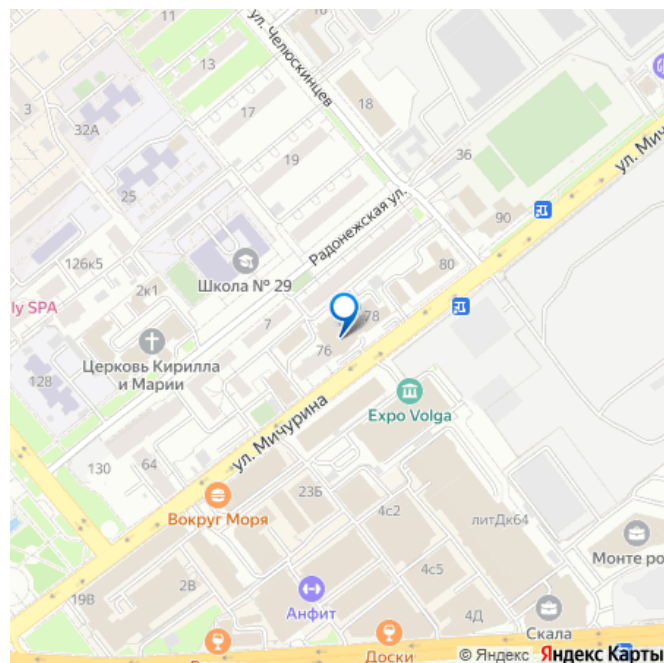 11
ул. Челюскинцев
13
3
17
18
32А
19
36
ул. Мич
25
Радонежская ул.
90
126к5
Школа № 29
80
2к1
ly SPA
7
78
76
Церковь Кирилла
и Марии
128
Expo Volga
ул. Мичурина
130
64
23Б
4с2
литДк64
Вокруг Моря
Монте ро
2В
4с5
19В
Анфит
4Д
Скала
Доски
© Яндекс Яндекс Карты